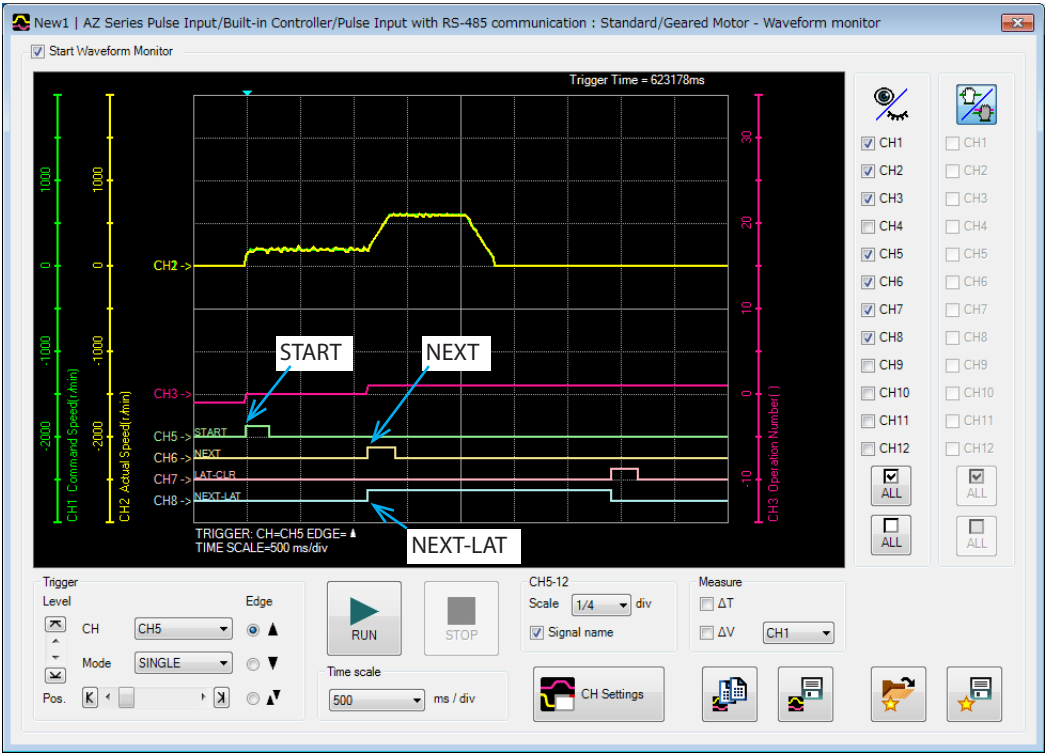 New1 | AZ Series Pulse Input/Built-in Controller/Pulse Input with RS-485 communication : Standard/Geared Motor - Waveform monitor
Start Waveform Monitor
Trigger Time = 623178ms
1000
0
-1000
-2000
CH1 Command Speed(r/min)
1000
0
-1000
-2000
CH2 Actual Speed(r/min)
30
20
10
0
-10
CH3 Operation Number( )
CH2 ->
CH3 ->
CH5 -> START
CH6 -> NEXT
CH7 -> LAT-CLR
CH8 -> NEXT-LAT
START
NEXT
NEXT-LAT
TRIGGER: CH=CH5 EDGE=
TIME SCALE=500 ms/div
CH1
CH2
CH3
CH4
CH5
CH6
CH7
CH8
CH9
CH10
CH11
CH12
ALL
ALL
CH1
CH2
CH3
CH4
CH5
CH6
CH7
CH8
CH9
CH10
CH11
CH12
ALL
ALL
Trigger
Level
Edge
CH CH5
Mode SINGLE
Pos.
RUN
STOP
Time scale
500 ms / div
CH5-12
Scale 1/4 div
Signal name
Measure
ΔT
ΔV CH1
CH Settings